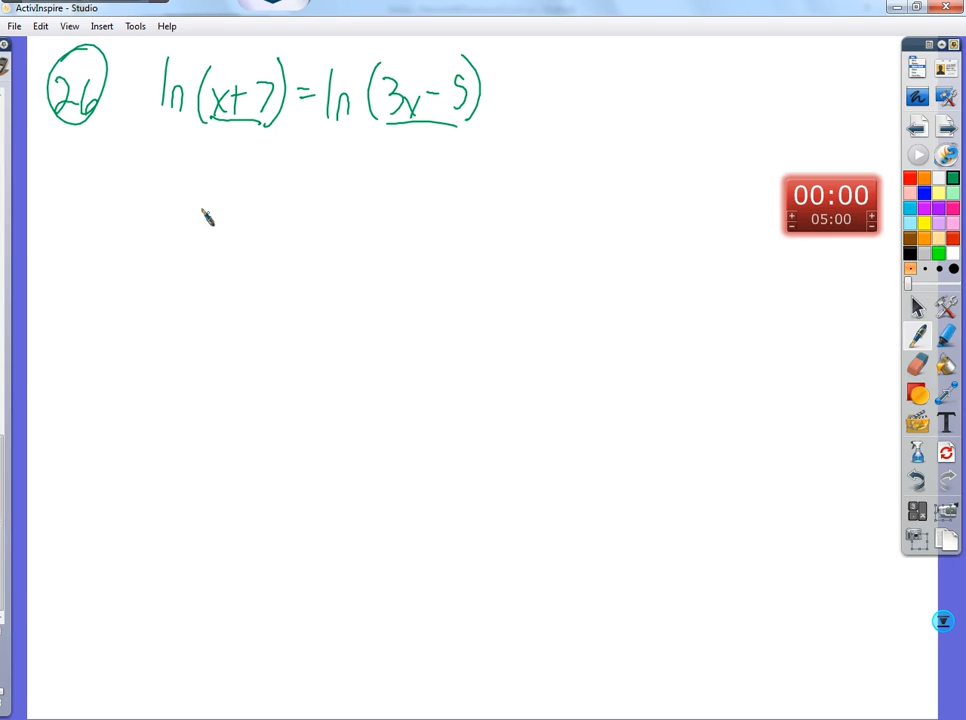 ActivInspire - Studio
File Edit View Insert Tools Help
26 ln(x+7)=ln(3x-5)
00:00
05:00